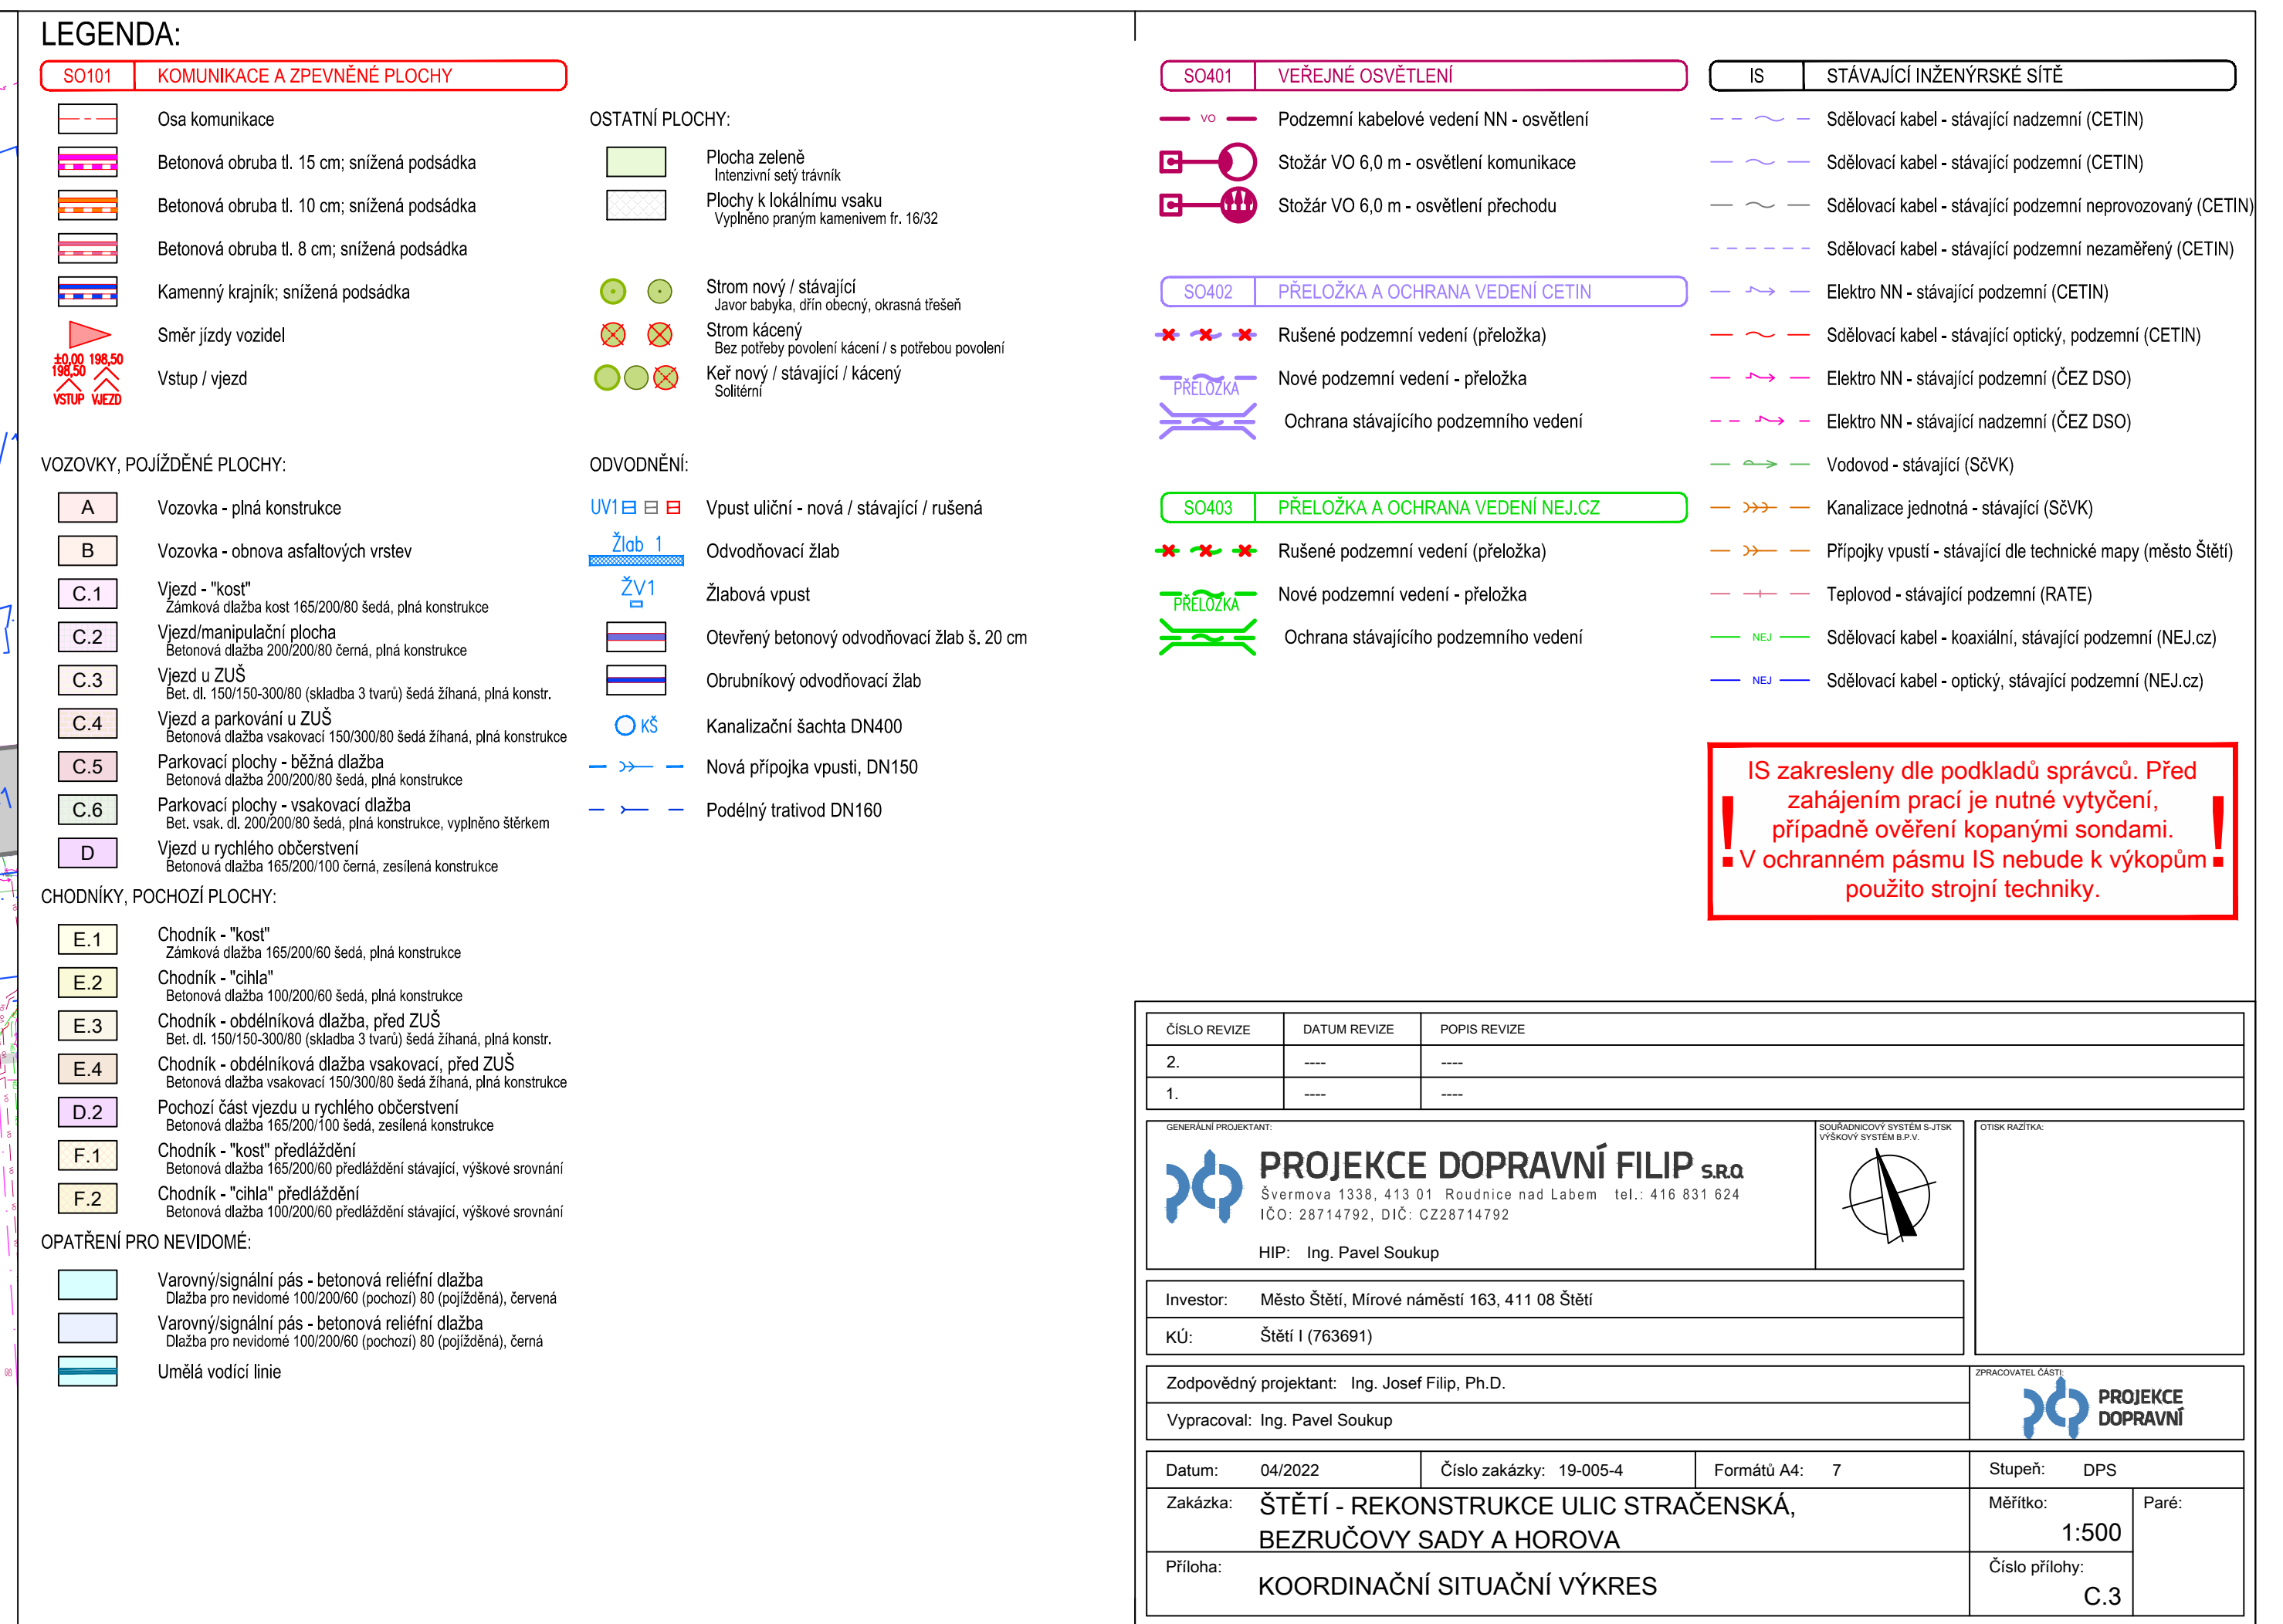 LEGENDA:
SO101 KOMUNIKACE A ZPEVNĚNÉ PLOCHY
Osa komunikace
Betonová obruba tl. 15 cm; snížená podsádka
Betonová obruba tl. 10 cm; snížená podsádka
Betonová obruba tl. 8 cm; snížená podsádka
Kamenný krajník; snížená podsádka
Směr jízdy vozidel
±0,00 198,50
198,50
VSTUP VJEZD
Vstup / vjezd
VOZOVKY, POJÍŽDĚNÉ PLOCHY:
A Vozovka - plná konstrukce
B Vozovka - obnova asfaltových vrstev
C.1 Vjezd - "kost"
Zámková dlažba kost 165/200/80 šedá, plná konstrukce
C.2 Vjezd/manipulační plocha
Betonová dlažba 200/200/80 černá, plná konstrukce
C.3 Vjezd u ZUŠ
Bet. dl. 150/150-300/80 (skladba 3 tvarů) šedá žíhaná, plná konstr.
C.4 Vjezd a parkování u ZUŠ
Betonová dlažba vsakovací 150/300/80 šedá žíhaná, plná konstrukce
C.5 Parkovací plochy - běžná dlažba
Betonová dlažba 200/200/80 šedá, plná konstrukce
C.6 Parkovací plochy - vsakovací dlažba
Bet. vsak. dl. 200/200/80 šedá, plná konstrukce, vyplněno štěrkem
D Vjezd u rychlého občerstvení
Betonová dlažba 165/200/100 černá, zesílená konstrukce
CHODNÍKY, POCHOZÍ PLOCHY:
E.1 Chodník - "kost"
Zámková dlažba 165/200/60 šedá, plná konstrukce
E.2 Chodník - "cihla"
Betonová dlažba 100/200/60 šedá, plná konstrukce
E.3 Chodník - obdélníková dlažba, před ZUŠ
Bet. dl. 150/150-300/80 (skladba 3 tvarů) šedá žíhaná, plná konstr.
E.4 Chodník - obdélníková dlažba vsakovací, před ZUŠ
Betonová dlažba vsakovací 150/300/80 šedá žíhaná, plná konstrukce
D.2 Pochozí část vjezdu u rychlého občerstvení
Betonová dlažba 165/200/100 šedá, zesílená konstrukce
F.1 Chodník - "kost" předláždění
Betonová dlažba 165/200/60 předláždění stávající, výškové srovnání
F.2 Chodník - "cihla" předláždění
Betonová dlažba 100/200/60 předláždění stávající, výškové srovnání
OPATŘENÍ PRO NEVIDOMÉ:
Varovný/signální pás - betonová reliéfní dlažba
Dlažba pro nevidomé 100/200/60 (pochozí) 80 (pojížděná), červená
Varovný/signální pás - betonová reliéfní dlažba
Dlažba pro nevidomé 100/200/60 (pochozí) 80 (pojížděná), černá
Umělá vodící linie
OSTATNÍ PLOCHY:
Plocha zeleně
Intenzivní setý trávník
Plochy k lokálnímu vsaku
Vyplněno praným kamenivem fr. 16/32
Strom nový / stávající
Javor babyka, dřín obecný, okrasná třešeň
Strom kácený
Bez potřeby povolení kácení / s potřebou povolení
Keř nový / stávající / kácený
Solitérní
ODVODNĚNÍ:
UV1 Vpust uliční - nová / stávající / rušená
Žlab 1 Odvodňovací žlab
ŽV1 Žlabová vpust
Otevřený betonový odvodňovací žlab š. 20 cm
Obrubníkový odvodňovací žlab
KŠ Kanalizační šachta DN400
Nová přípojka vpusti, DN150
Podélný trativod DN160
SO401 VEŘEJNÉ OSVĚTLENÍ
VO Podzemní kabelové vedení NN - osvětlení
Stožár VO 6,0 m - osvětlení komunikace
Stožár VO 6,0 m - osvětlení přechodu
SO402 PŘELOŽKA A OCHRANA VEDENÍ CETIN
Rušené podzemní vedení (přeložka)
PŘELOŽKA Nové podzemní vedení - přeložka
Ochrana stávajícího podzemního vedení
SO403 PŘELOŽKA A OCHRANA VEDENÍ NEJ.CZ
Rušené podzemní vedení (přeložka)
PŘELOŽKA Nové podzemní vedení - přeložka
Ochrana stávajícího podzemního vedení
IS STÁVAJÍCÍ INŽENÝRSKÉ SÍTĚ
Sdělovací kabel - stávající nadzemní (CETIN)
Sdělovací kabel - stávající podzemní (CETIN)
Sdělovací kabel - stávající podzemní neprovozovaný (CETIN)
Sdělovací kabel - stávající podzemní nezaměřený (CETIN)
Elektro NN - stávající podzemní (CETIN)
Sdělovací kabel - stávající optický, podzemní (CETIN)
Elektro NN - stávající podzemní (ČEZ DSO)
Elektro NN - stávající nadzemní (ČEZ DSO)
Vodovod - stávající (SčVK)
Kanalizace jednotná - stávající (SčVK)
Přípojky vpustí - stávající dle technické mapy (město Štětí)
Teplovod - stávající podzemní (RATE)
NEJ Sdělovací kabel - koaxiální, stávající podzemní (NEJ.cz)
NEJ Sdělovací kabel - optický, stávající podzemní (NEJ.cz)
IS zakresleny dle podkladů správců. Před
zahájením prací je nutné vytyčení,
případně ověření kopanými sondami.
! V ochranném pásmu IS nebude k výkopům !
použito strojní techniky.
ČÍSLO REVIZE DATUM REVIZE POPIS REVIZE
2. ---- ----
1. ---- ----
GENERÁLNÍ PROJEKTANT:
PROJEKCE DOPRAVNÍ FILIP S.R.O.
Švermova 1338, 413 01 Roudnice nad Labem tel.: 416 831 624
IČO: 28714792, DIČ: CZ28714792
HIP: Ing. Pavel Soukup
SOUŘADNICOVÝ SYSTÉM S-JTSK
VÝŠKOVÝ SYSTÉM B.P.V.
OTISK RAZÍTKA:
Investor: Město Štětí, Mírové náměstí 163, 411 08 Štětí
KÚ: Štětí I (763691)
Zodpovědný projektant: Ing. Josef Filip, Ph.D.
Vypracoval: Ing. Pavel Soukup
ZPRACOVATEL ČÁSTI:
PROJEKCE
DOPRAVNÍ
Datum: 04/2022 Číslo zakázky: 19-005-4 Formátů A4: 7 Stupeň: DPS
Zakázka: ŠTĚTÍ - REKONSTRUKCE ULIC STRAČENSKÁ,
BEZRUČOVY SADY A HOROVA
Měřítko: Paré:
1:500
Příloha: KOORDINAČNÍ SITUAČNÍ VÝKRES
Číslo přílohy:
C.3